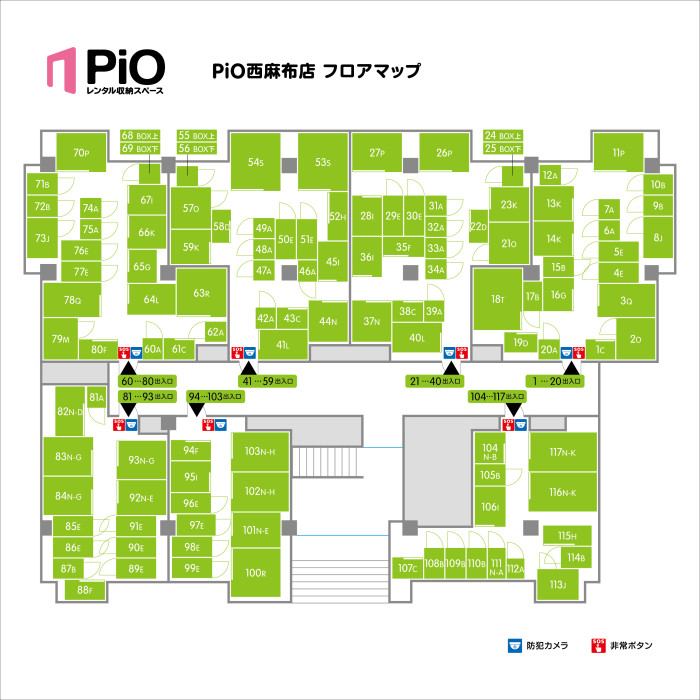 PiO
レンタル収納スペース
PiO西麻布店 フロアマップ
68 BOX上
69 BOX下
55 BOX上
56 BOX下
24 BOX上
25 BOX下
70P
54S
53S
27P
26P
11P
71B
72B
73J
74A
75A
76E
77E
67I
66K
65G
64L
78Q
79M
80F
60A
61C
62A
63R
57O
59K
58D
49A
48A
47A
50E
51E
46A
52H
45I
42A
43C
44N
41L
28I
29E
30E
31A
32A
33A
34A
35F
36I
37N
38C
39A
40L
22D
23K
21O
18T
19D
20A
17B
16G
15B
14K
13K
12A
10B
9B
8J
7A
6A
5E
4E
3Q
2O
1C
SOS
SOS
SOS
SOS
60…80出入口
41…59出入口
21…40出入口
1…20出入口
81…93出入口
94…103出入口
104…117出入口
SOS
SOS
SOS
82N-D
81A
83N-G
84N-G
85E
86E
87B
88F
93N-G
92N-E
91E
90E
89E
94F
95I
96E
97E
98E
99E
103N-H
102N-H
101N-E
100R
104
N-B
105B
106I
107C
108B
109B
110B
111
N-A
112A
117N-K
116N-K
115H
114B
113J
防犯カメラ
SOS
非常ボタン